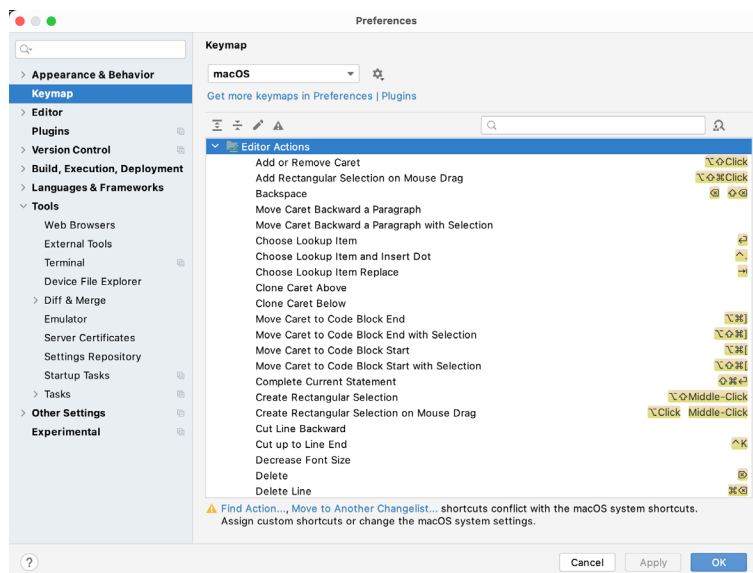 Preferences
Appearance & Behavior
Keymap
Editor
Plugins
Version Control
Build, Execution, Deployment
Languages & Frameworks
Tools
Web Browsers
External Tools
Terminal
Device File Explorer
Diff & Merge
Emulator
Server Certificates
Settings Repository
Startup Tasks
Tasks
Other Settings
Experimental
Keymap
macOS
Get more keymaps in Preferences | Plugins
Editor Actions
Add or Remove Caret ⌥⇧Click
Add Rectangular Selection on Mouse Drag ⌥⇧⌘Click
Backspace ⌫ ⇧⌫
Move Caret Backward a Paragraph
Move Caret Backward a Paragraph with Selection
Choose Lookup Item ⏎
Choose Lookup Item and Insert Dot ^.
Choose Lookup Item Replace ⇥
Clone Caret Above
Clone Caret Below
Move Caret to Code Block End ⌥⌘]
Move Caret to Code Block End with Selection ⌥⇧⌘]
Move Caret to Code Block Start ⌥⌘[
Move Caret to Code Block Start with Selection ⌥⇧⌘[
Complete Current Statement ⇧⌘⏎
Create Rectangular Selection ⌥⇧Middle-Click
Create Rectangular Selection on Mouse Drag ⌥Click Middle-Click
Cut Line Backward
Cut up to Line End ^K
Decrease Font Size
Delete ⌦
Delete Line ⌘⌫
Find Action..., Move to Another Changelist... shortcuts conflict with the macOS system shortcuts.
Assign custom shortcuts or change the macOS system settings.
?
Cancel
Apply
OK